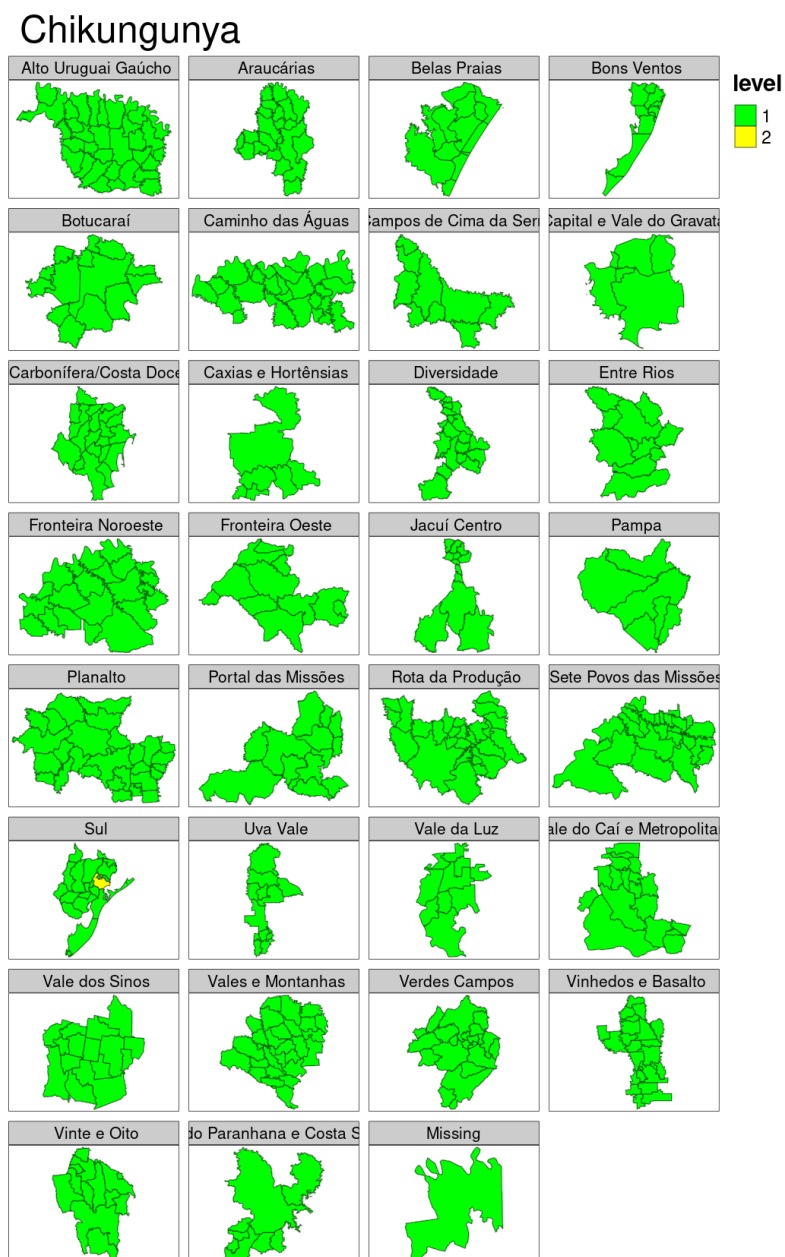 Chikungunya
Alto Uruguai Gaúcho Araucárias Belas Praias Bons Ventos
level
1
2
Botucaraí Caminho das Águas Campos de Cima da Serr Capital e Vale do Gravata
Carbonífera/Costa Doce Caxias e Hortênsias Diversidade Entre Rios
Fronteira Noroeste Fronteira Oeste Jacuí Centro Pampa
Planalto Portal das Missões Rota da Produção Sete Povos das Missões
Sul Uva Vale Vale da Luz ale do Caí e Metropolita
Vale dos Sinos Vales e Montanhas Verdes Campos Vinhedos e Basalto
Vinte e Oito do Paranhana e Costa S Missing